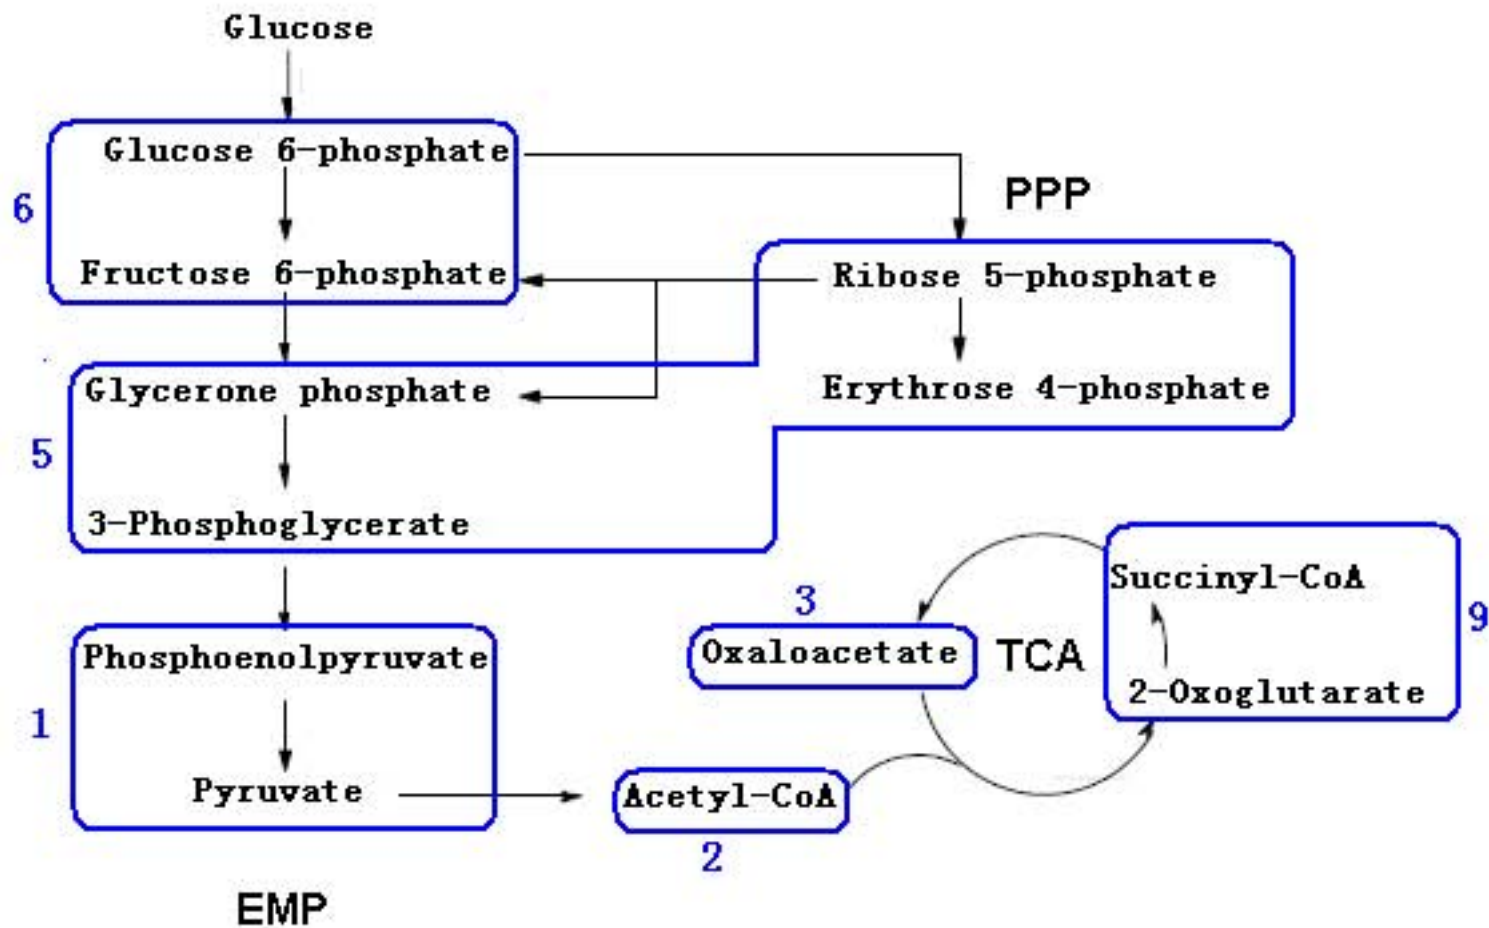 Glucose
Glucose 6-phosphate
PPP
6
Fructose 6-phosphate
Ribose 5-phosphate
Glycerone phosphate
Erythrose 4-phosphate
5
3-Phosphoglycerate
Succinyl-CoA
3
9
Phosphoenolpyruvate
Oxaloacetate
TCA
2-Oxoglutarate
1
Pyruvate
Acetyl-CoA
2
EMP